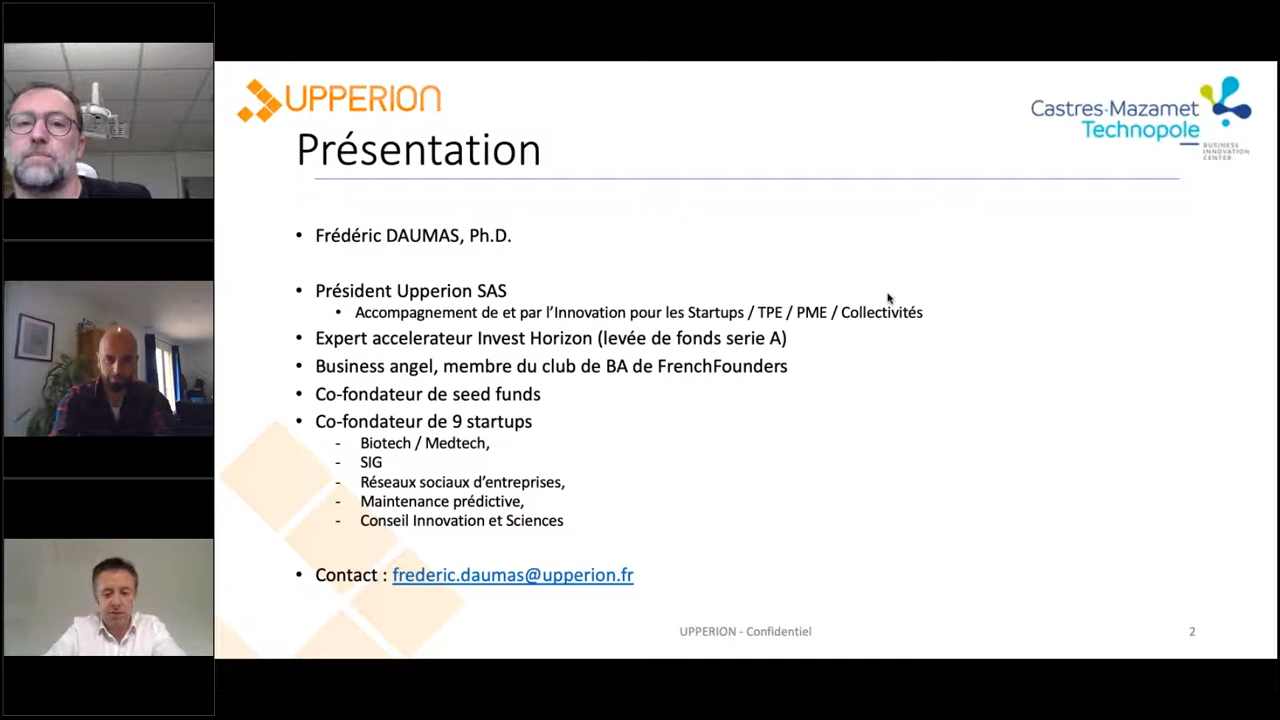 UPPERION
Castres-Mazamet
Technopole
BUSINESS
INNOVATION
CENTER
Présentation
• Frédéric DAUMAS, Ph.D.
• Président Upperion SAS
• Accompagnement de et par l'Innovation pour les Startups / TPE / PME / Collectivités
• Expert accelerateur Invest Horizon (levée de fonds serie A)
• Business angel, membre du club de BA de FrenchFounders
• Co-fondateur de seed funds
• Co-fondateur de 9 startups
- Biotech / Medtech,
- SIG
- Réseaux sociaux d'entreprises,
- Maintenance prédictive,
- Conseil Innovation et Sciences
• Contact : frederic.daumas@upperion.fr
UPPERION - Confidentiel
2